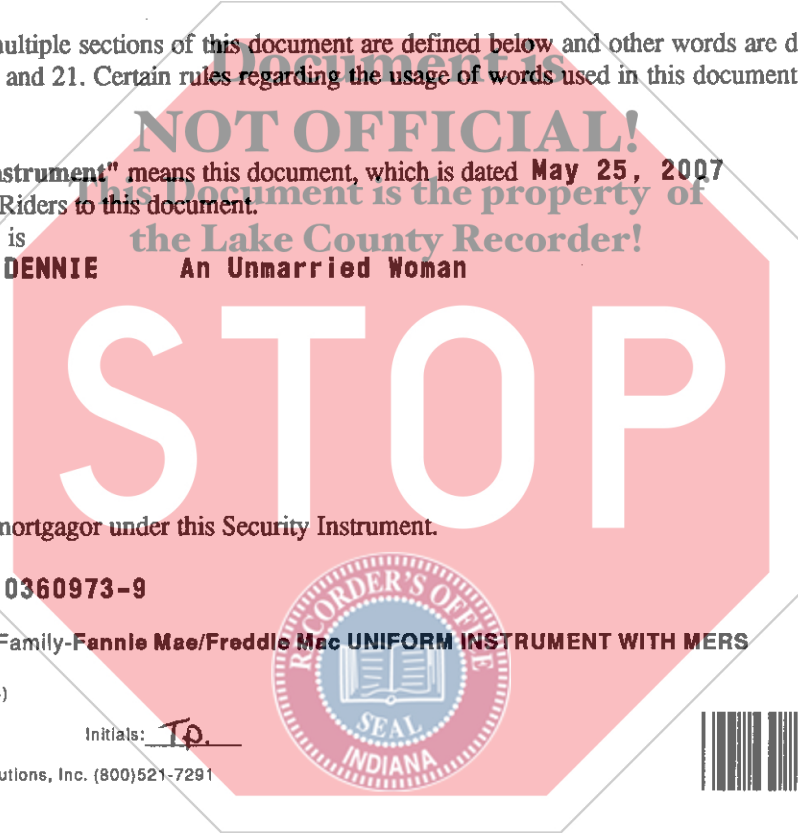 multiple sections of this document are defined below and other words are d
Document is
and 21. Certain rules regarding the usage of words used in this document
NOT OFFICIAL!
nstrument" means this document, which is dated May 25, 2007
This Document is the property of
Riders to this document.
is
the Lake County Recorder!
DENNIE An Unmarried Woman
STOP
mortgagor under this Security Instrument.
0360973-9
RECORDER'S OFFICE
Family-Fannie Mae/Freddie Mac UNIFORM INSTRUMENT WITH MERS
)
SEAL
Initials: T.D.
INDIANA
utions, Inc. (800)521-7291